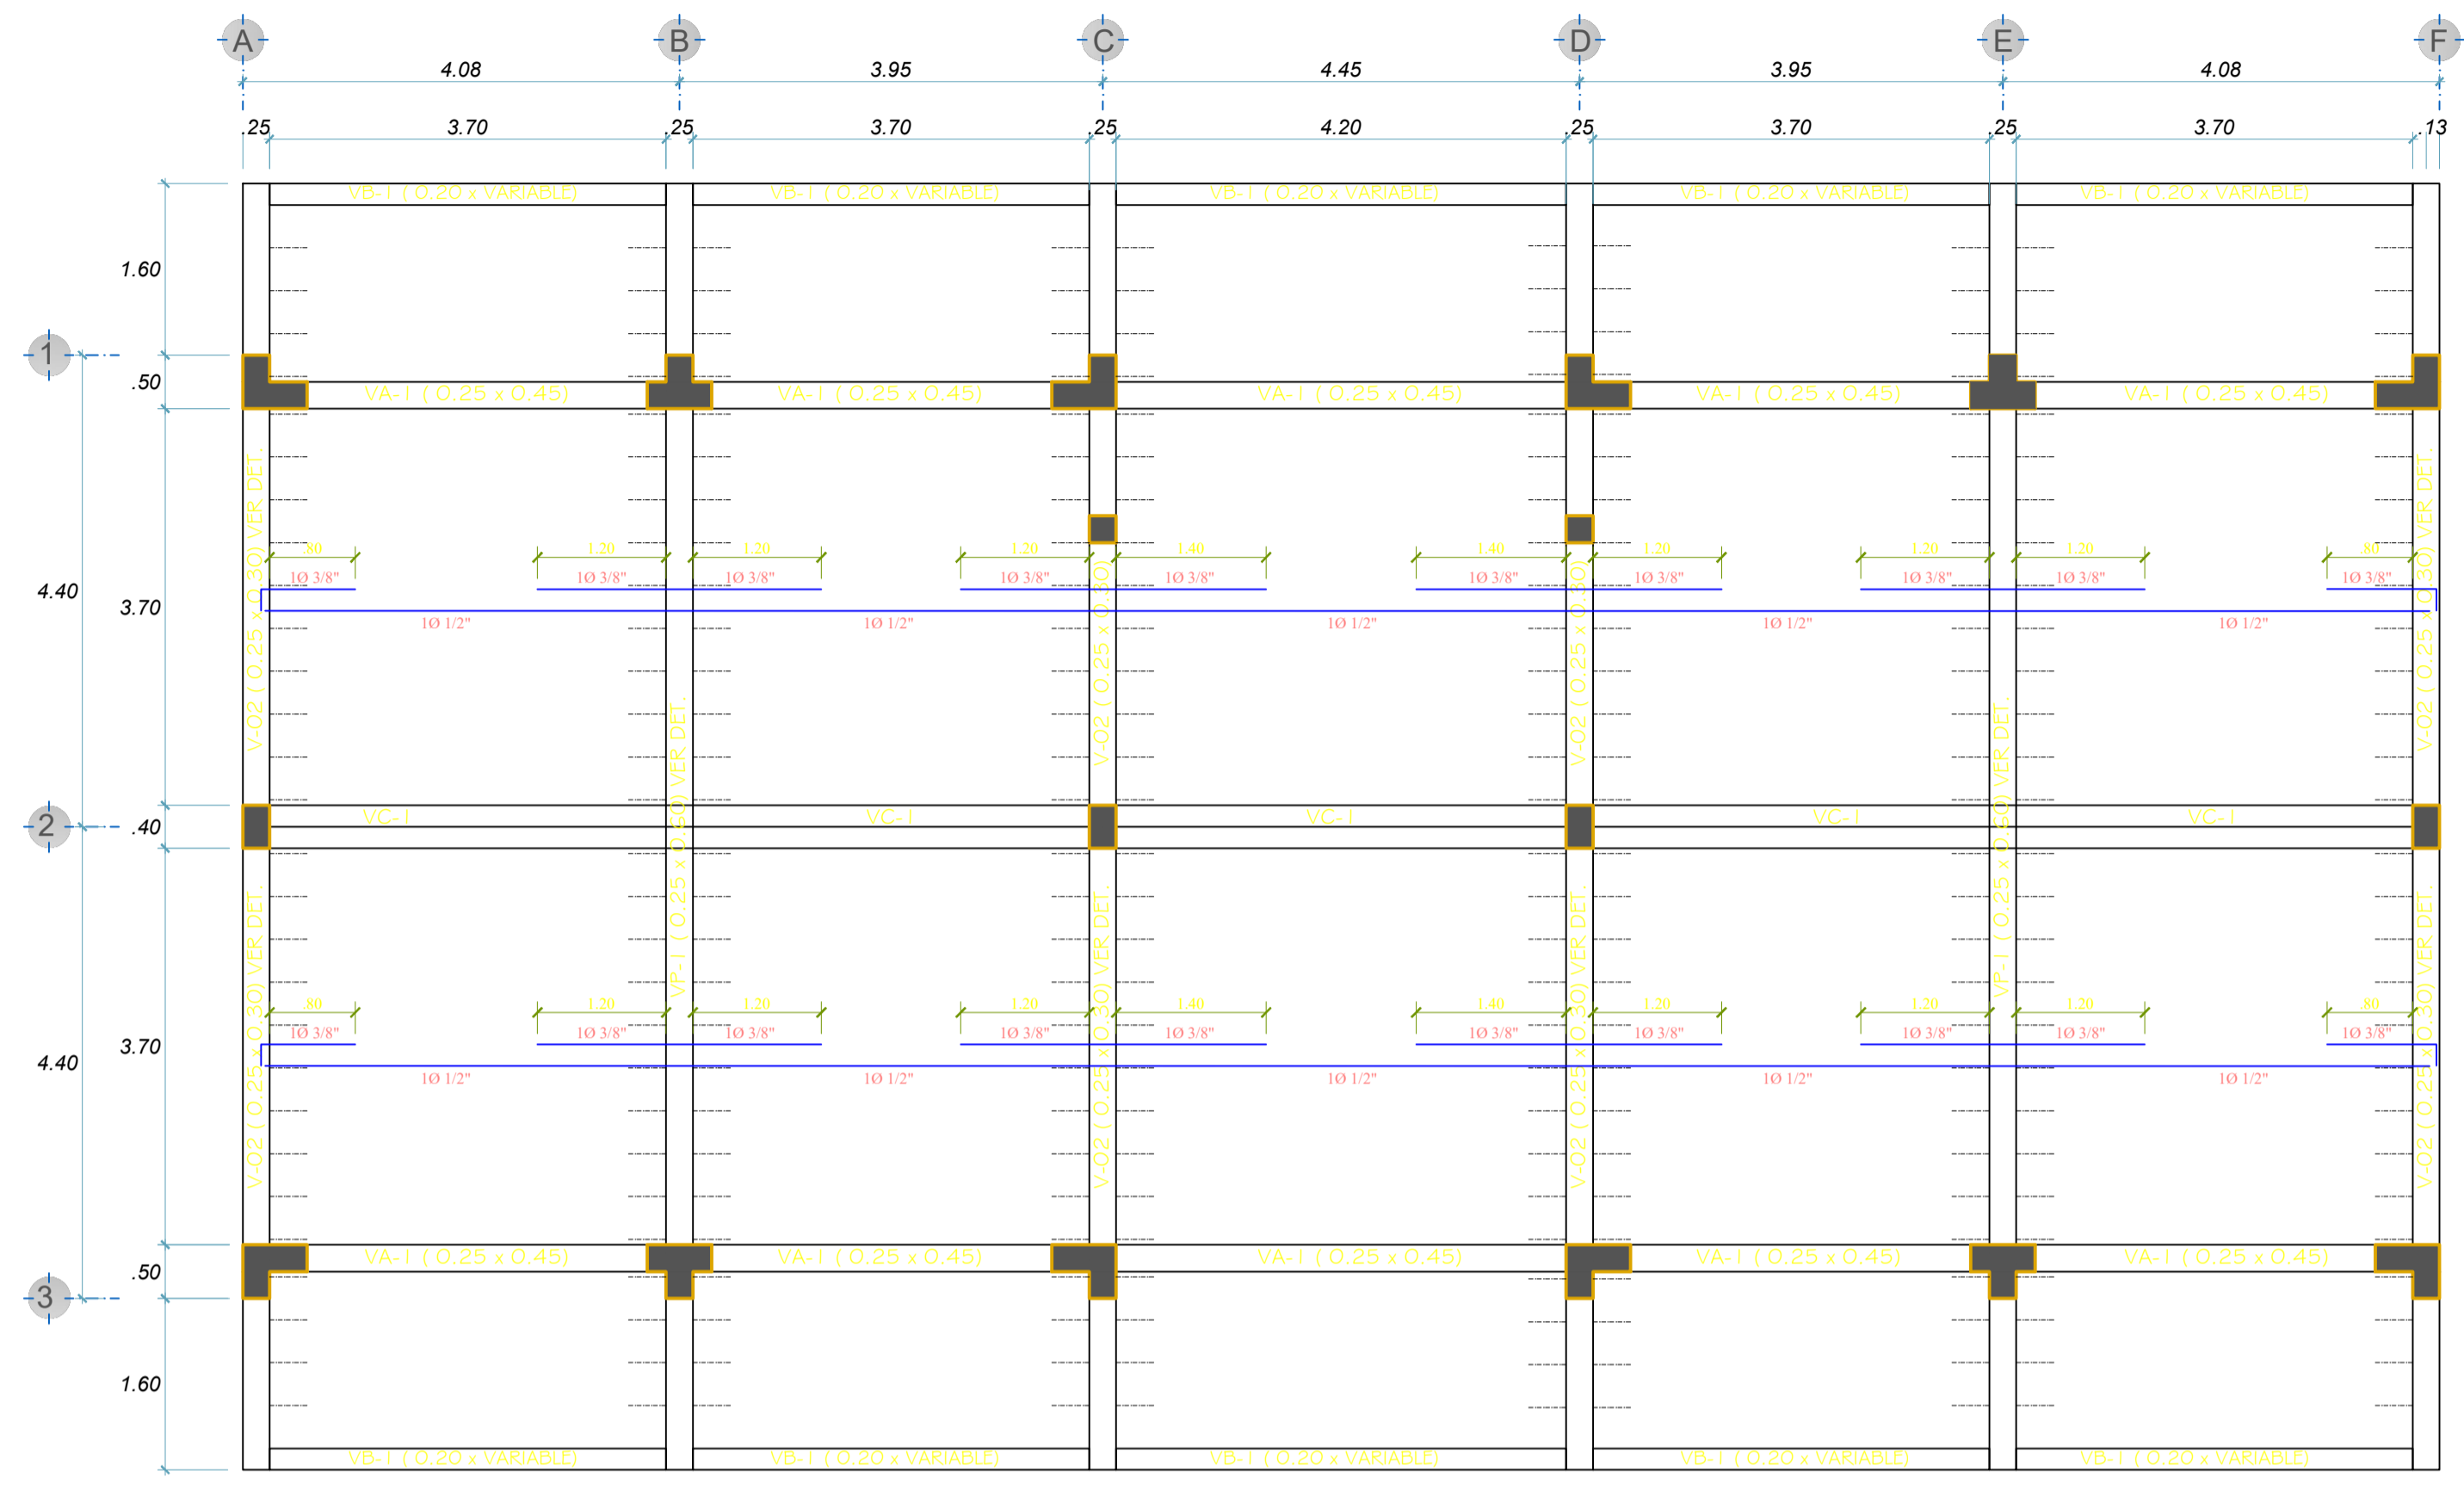 A B C D E F
4.08 3.95 4.45 3.95 4.08
.25 3.70 .25 3.70 .25 4.20 .25 3.70 .25 3.70 .13
VB-1 ( 0.20 x VARIABLE) VB-1 ( 0.20 x VARIABLE) VB-1 ( 0.20 x VARIABLE) VB-1 ( 0.20 x VARIABLE) VB-1 ( 0.20 x VARIABLE)
1.60
1
.50 VA-1 ( 0.25 x 0.45) VA-1 ( 0.25 x 0.45) VA-1 ( 0.25 x 0.45) VA-1 ( 0.25 x 0.45) VA-1 ( 0.25 x 0.45)
V-02 ( 0.25 x 0.30) VER DET.
V-02 ( 0.25 x 0.30)
V-02 ( 0.25 x 0.30)
V-02 ( 0.25 x 0.30) VER DET.
.80 1.20 1.20 1.20 1.40 1.40 1.20 1.20 1.20 .80
1Ø 3/8" 1Ø 3/8" 1Ø 3/8" 1Ø 3/8" 1Ø 3/8" 1Ø 3/8" 1Ø 3/8" 1Ø 3/8" 1Ø 3/8" 1Ø 3/8"
4.40 3.70
1Ø 1/2" 1Ø 1/2" 1Ø 1/2" 1Ø 1/2" 1Ø 1/2"
VP-1 ( 0.25 x 0.60) VER DET.
VP-1 ( 0.25 x 0.60) VER DET.
2 .40 VC-1 VC-1 VC-1 VC-1 VC-1
V-02 ( 0.25 x 0.30) VER DET.
V-02 ( 0.25 x 0.30) VER DET.
V-02 ( 0.25 x 0.30) VER DET.
V-02 ( 0.25 x 0.30) VER DET.
.80 1.20 1.20 1.20 1.40 1.40 1.20 1.20 1.20 .80
1Ø 3/8" 1Ø 3/8" 1Ø 3/8" 1Ø 3/8" 1Ø 3/8" 1Ø 3/8" 1Ø 3/8" 1Ø 3/8" 1Ø 3/8" 1Ø 3/8"
4.40 3.70
1Ø 1/2" 1Ø 1/2" 1Ø 1/2" 1Ø 1/2" 1Ø 1/2"
VA-1 ( 0.25 x 0.45) VA-1 ( 0.25 x 0.45) VA-1 ( 0.25 x 0.45) VA-1 ( 0.25 x 0.45) VA-1 ( 0.25 x 0.45)
.50
3
1.60
VB-1 ( 0.20 x VARIABLE) VB-1 ( 0.20 x VARIABLE) VB-1 ( 0.20 x VARIABLE) VB-1 ( 0.20 x VARIABLE) VB-1 ( 0.20 x VARIABLE)